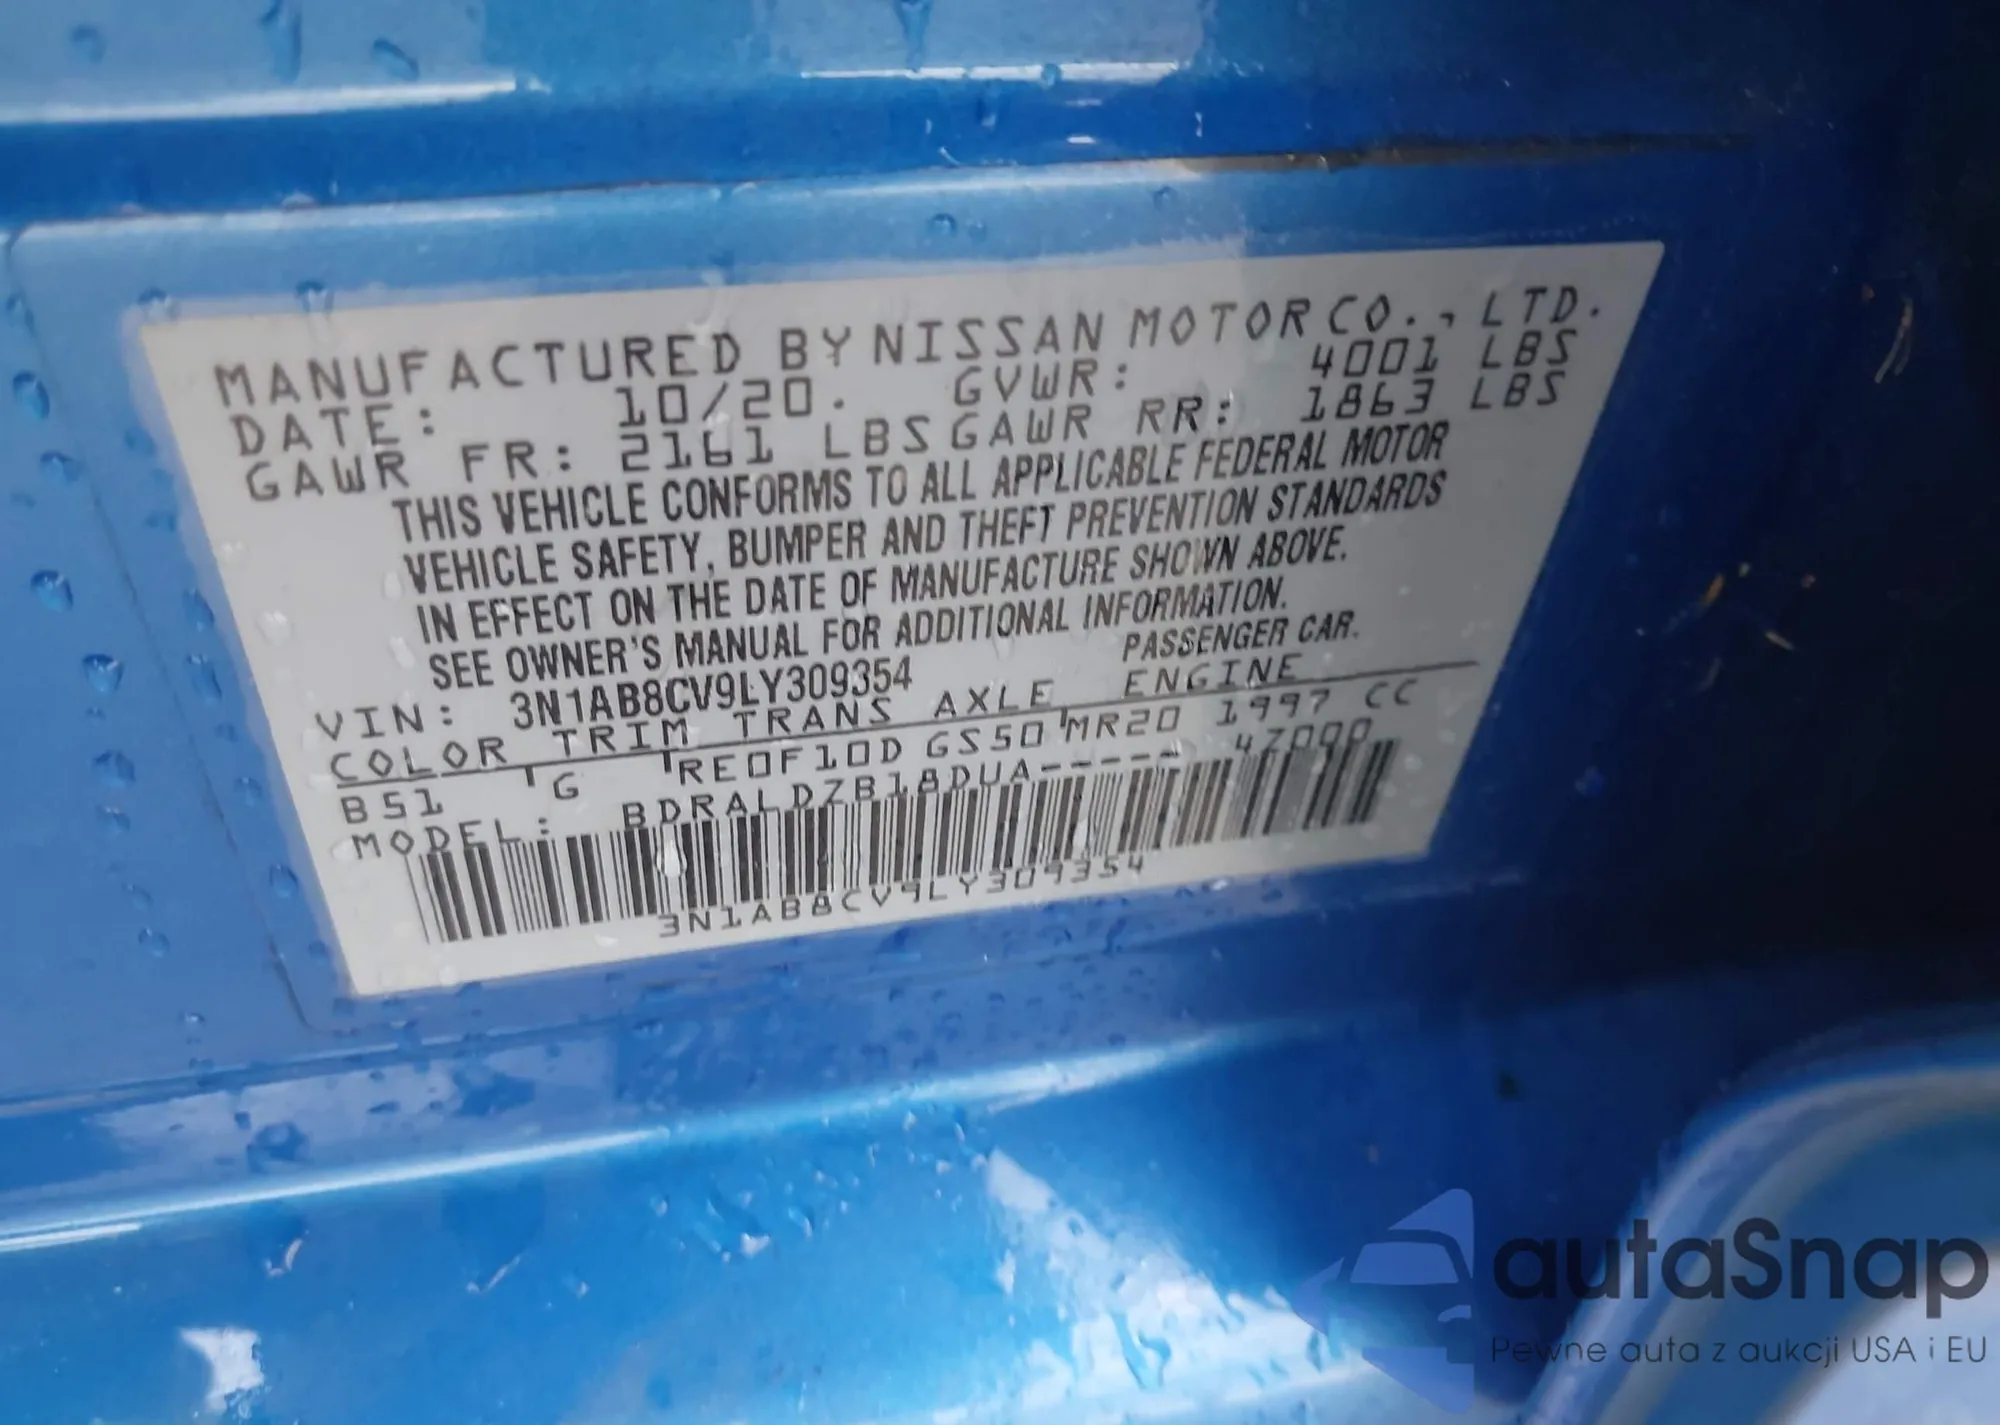 MANUFACTURED BY NISSAN MOTOR CO., LTD.
DATE: 10/20. GVWR: 4001 LBS
GAWR FR: 2161 LBS GAWR RR: 1863 LBS
THIS VEHICLE CONFORMS TO ALL APPLICABLE FEDERAL MOTOR
VEHICLE SAFETY, BUMPER AND THEFT PREVENTION STANDARDS
IN EFFECT ON THE DATE OF MANUFACTURE SHOWN ABOVE.
SEE OWNER'S MANUAL FOR ADDITIONAL INFORMATION.
VIN: 3N1AB8CV9LY309354 PASSENGER CAR.
COLOR TRIM TRANS AXLE ENGINE
B51 G RE0F10D GS50 MR20 1997 CC
MODEL: BDRALDZB18DUA----- 47000
3N1AB8CV9LY309354
autaSnap
Pewne auta z aukcji USA i EU